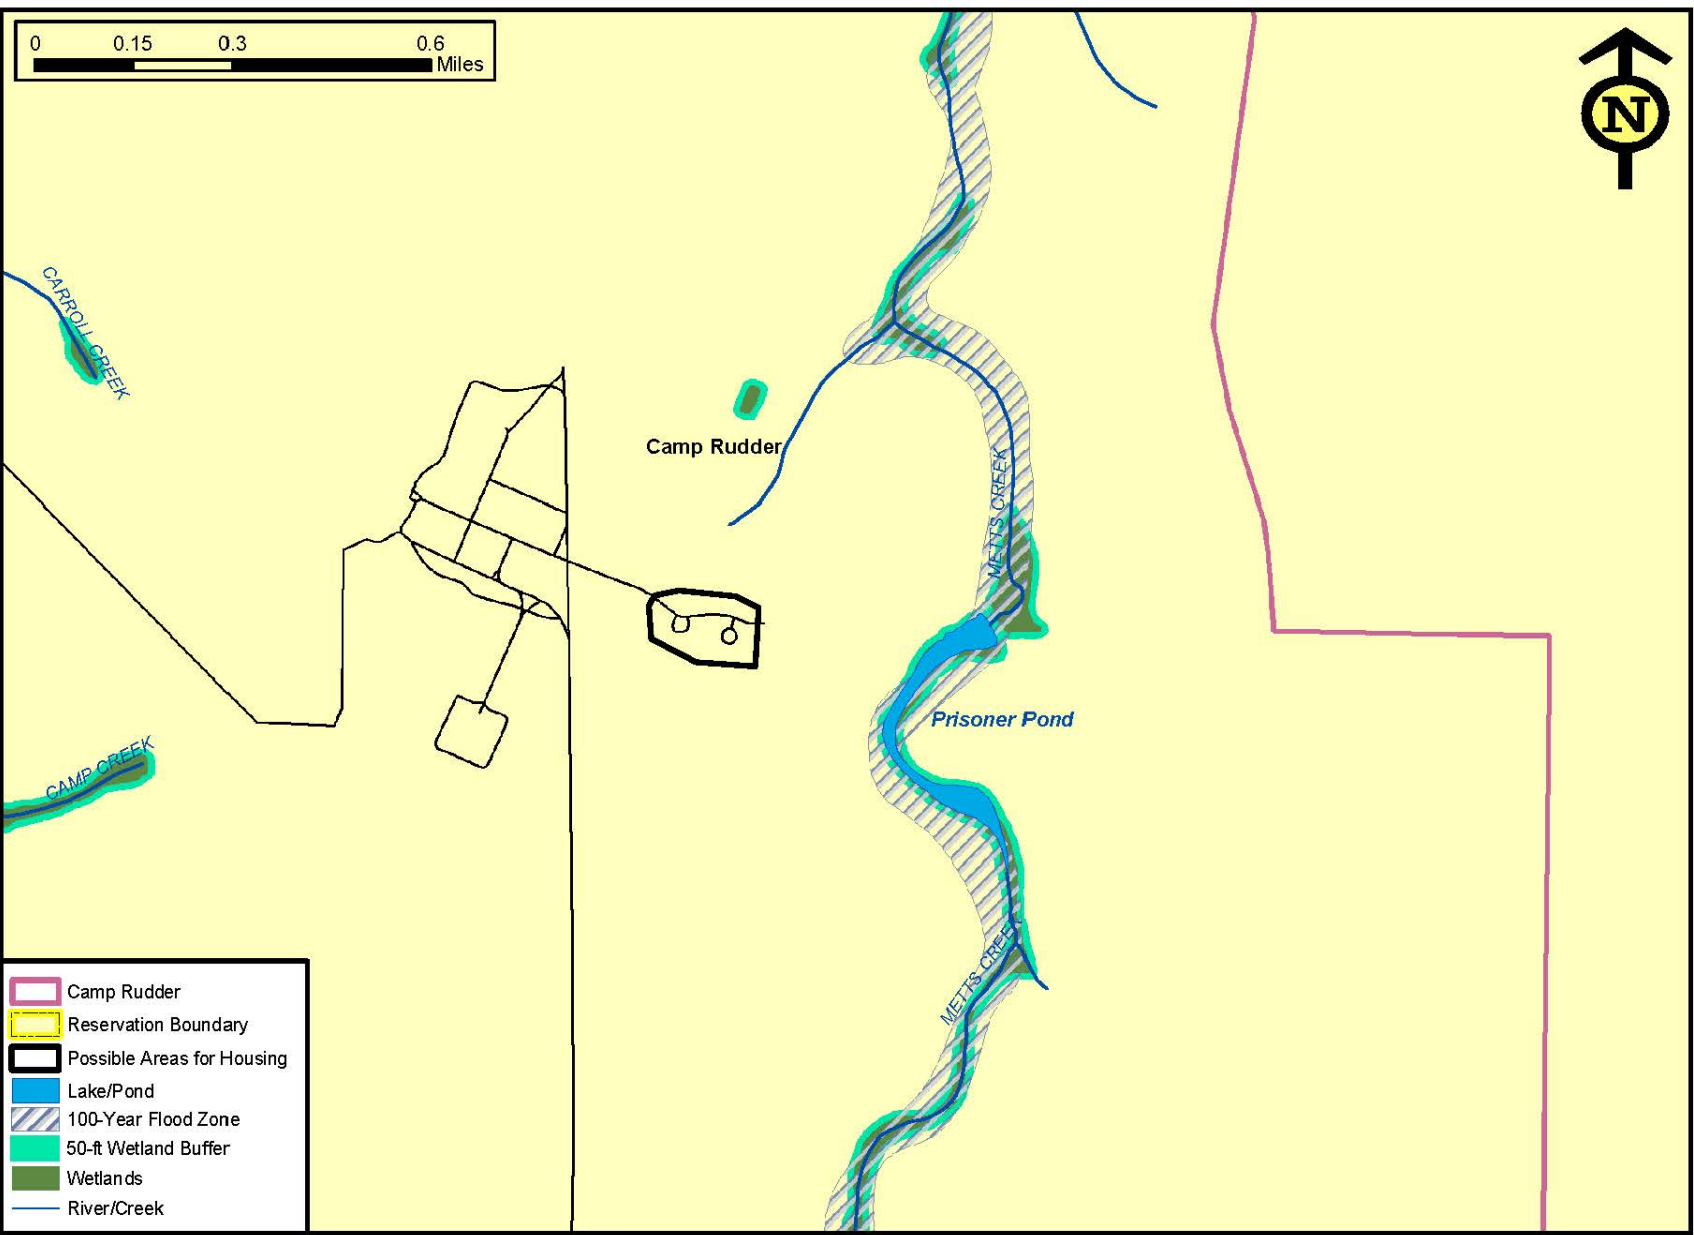 0 0.15 0.3 0.6
Miles
N
CARROLL CREEK
Camp Rudder
METTS CREEK
Prisoner Pond
CAMP CREEK
METTS CREEK
Camp Rudder
Reservation Boundary
Possible Areas for Housing
Lake/Pond
100-Year Flood Zone
50-ft Wetland Buffer
Wetlands
River/Creek